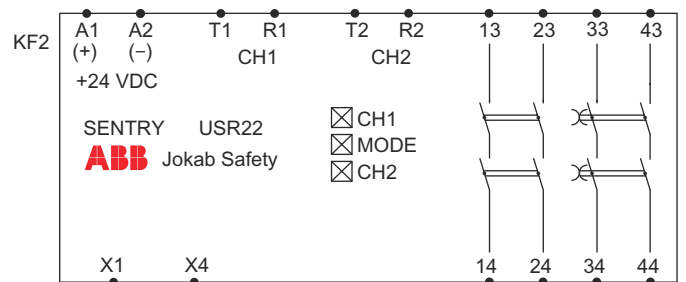 KF2
A1 A2 T1 R1 T2 R2 13 23 33 43
(+) (–) CH1 CH2
+24 VDC
SENTRY USR22
ABB Jokab Safety
CH1
MODE
CH2
X1 X4 14 24 34 44